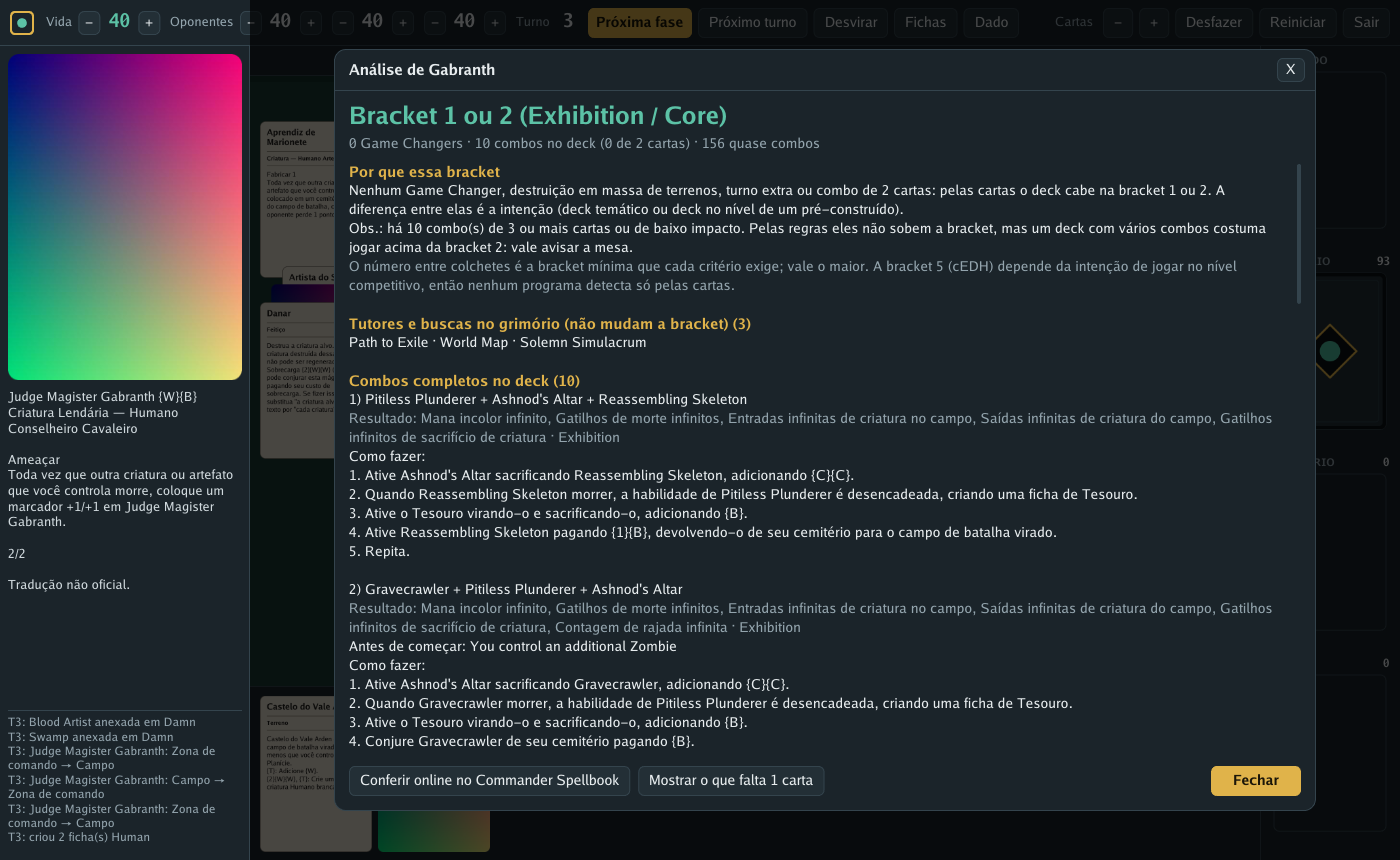 Vida − 40 + Oponentes − 40 + − 40 + − 40 + Turno 3 Próxima fase Próximo turno Desvirar Fichas Dado Cartas − + Desfazer Reiniciar Sair
Análise de Gabranth X
Bracket 1 ou 2 (Exhibition / Core)
0 Game Changers · 10 combos no deck (0 de 2 cartas) · 156 quase combos
Por que essa bracket
Nenhum Game Changer, destruição em massa de terrenos, turno extra ou combo de 2 cartas: pelas cartas o deck cabe na bracket 1 ou 2. A
diferença entre elas é a intenção (deck temático ou deck no nível de um pré-construído).
Obs.: há 10 combo(s) de 3 ou mais cartas ou de baixo impacto. Pelas regras eles não sobem a bracket, mas um deck com vários combos costuma
jogar acima da bracket 2: vale avisar a mesa.
O número entre colchetes é a bracket mínima que cada critério exige; vale o maior. A bracket 5 (cEDH) depende da intenção de jogar no nível
competitivo, então nenhum programa detecta só pelas cartas.
Tutores e buscas no grimório (não mudam a bracket) (3)
Path to Exile · World Map · Solemn Simulacrum
Combos completos no deck (10)
1) Pitiless Plunderer + Ashnod's Altar + Reassembling Skeleton
Resultado: Mana incolor infinito, Gatilhos de morte infinitos, Entradas infinitas de criatura no campo, Saídas infinitas de criatura do campo, Gatilhos
infinitos de sacrifício de criatura · Exhibition
Como fazer:
1. Ative Ashnod's Altar sacrificando Reassembling Skeleton, adicionando {C}{C}.
2. Quando Reassembling Skeleton morrer, a habilidade de Pitiless Plunderer é desencadeada, criando uma ficha de Tesouro.
3. Ative o Tesouro virando-o e sacrificando-o, adicionando {B}.
4. Ative Reassembling Skeleton pagando {1}{B}, devolvendo-o de seu cemitério para o campo de batalha virado.
5. Repita.
2) Gravecrawler + Pitiless Plunderer + Ashnod's Altar
Resultado: Mana incolor infinito, Gatilhos de morte infinitos, Entradas infinitas de criatura no campo, Saídas infinitas de criatura do campo, Gatilhos
infinitos de sacrifício de criatura, Contagem de rajada infinita · Exhibition
Antes de começar: You control an additional Zombie
Como fazer:
1. Ative Ashnod's Altar sacrificando Gravecrawler, adicionando {C}{C}.
2. Quando Gravecrawler morrer, a habilidade de Pitiless Plunderer é desencadeada, criando uma ficha de Tesouro.
3. Ative o Tesouro virando-o e sacrificando-o, adicionando {B}.
4. Conjure Gravecrawler de seu cemitério pagando {B}.
Conferir online no Commander Spellbook Mostrar o que falta 1 carta Fechar
Judge Magister Gabranth {W}{B}
Criatura Lendária — Humano
Conselheiro Cavaleiro
Ameaçar
Toda vez que outra criatura ou artefato
que você controla morre, coloque um
marcador +1/+1 em Judge Magister
Gabranth.
2/2
Tradução não oficial.
T3: Blood Artist anexada em Damn
T3: Swamp anexada em Damn
T3: Judge Magister Gabranth: Zona de
comando → Campo
T3: Judge Magister Gabranth: Campo →
Zona de comando
T3: Judge Magister Gabranth: Zona de
comando → Campo
T3: criou 2 ficha(s) Human
Aprendiz de
Marionete
Artista do
Danar
Feitiço
Castelo do Vale
Terreno
93
0
0